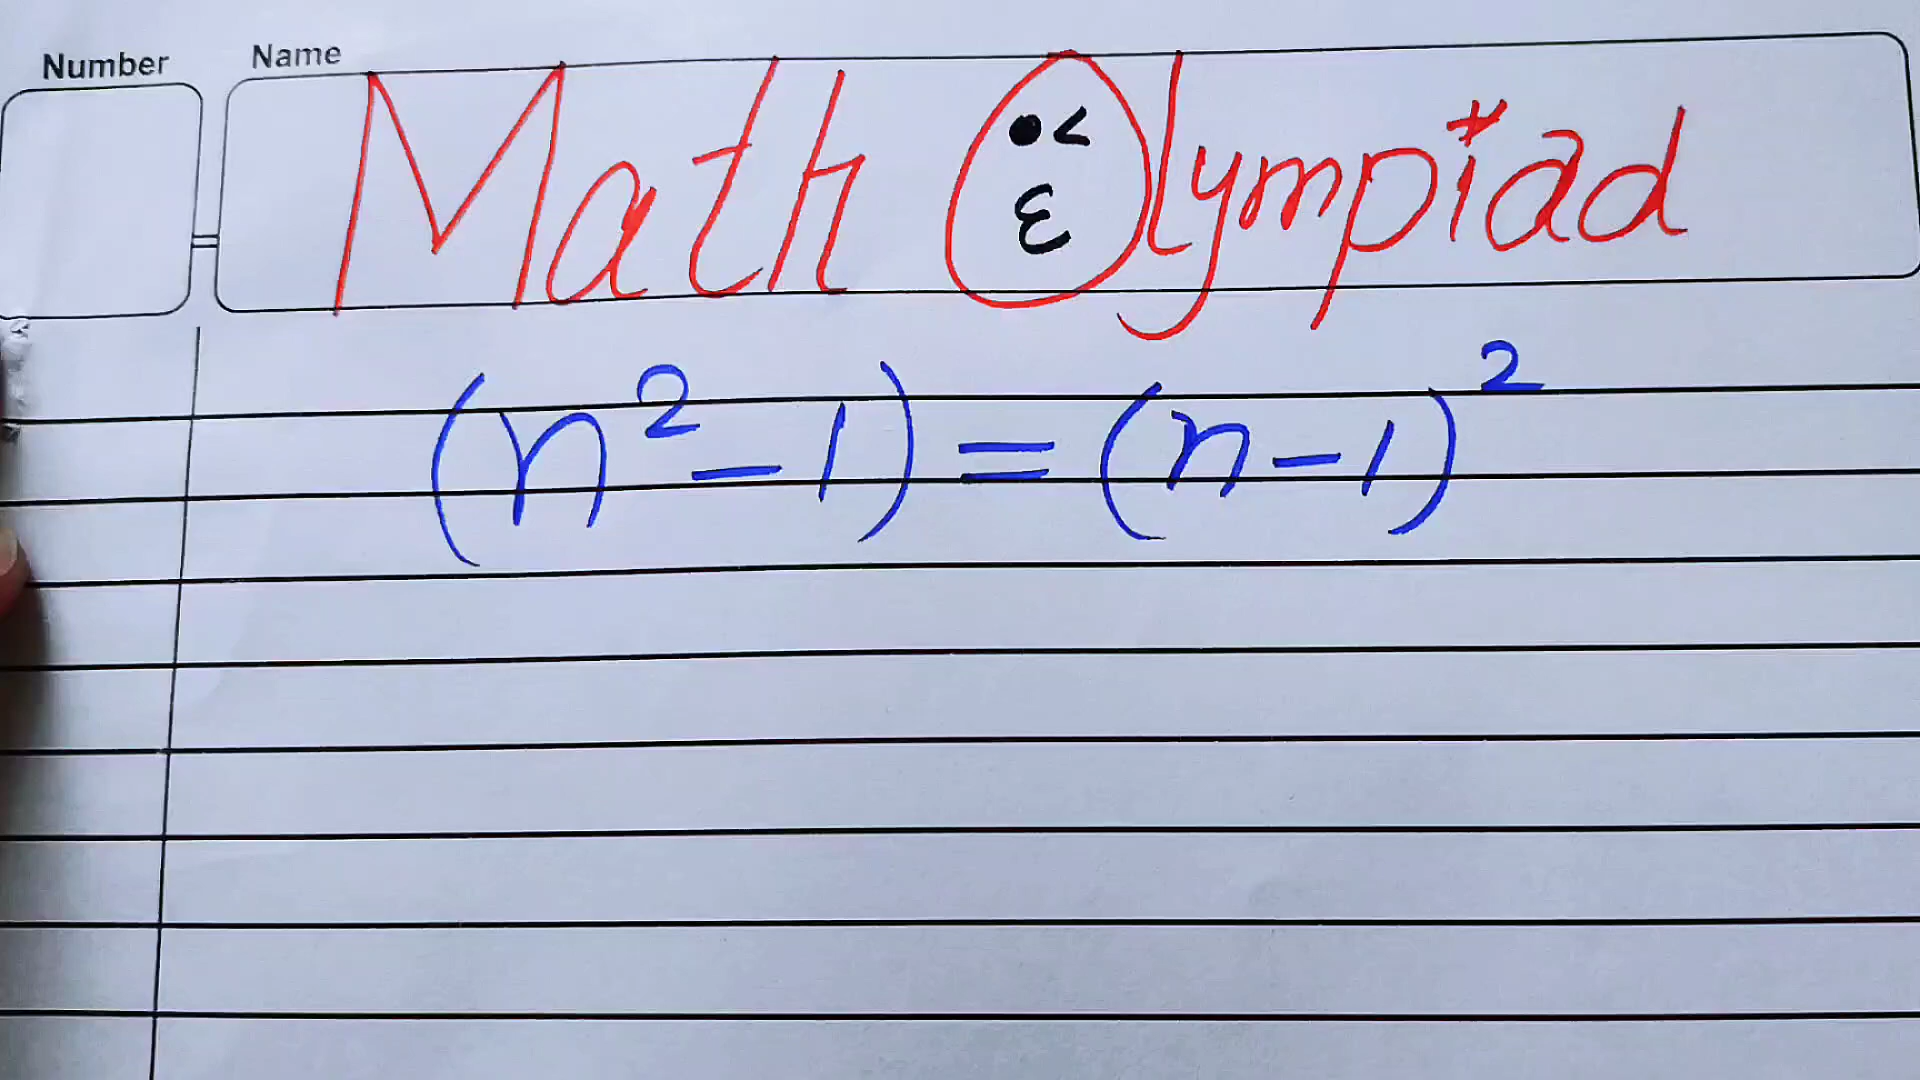 Number Name
Math Olympiad
(n² - 1) = (n - 1)²